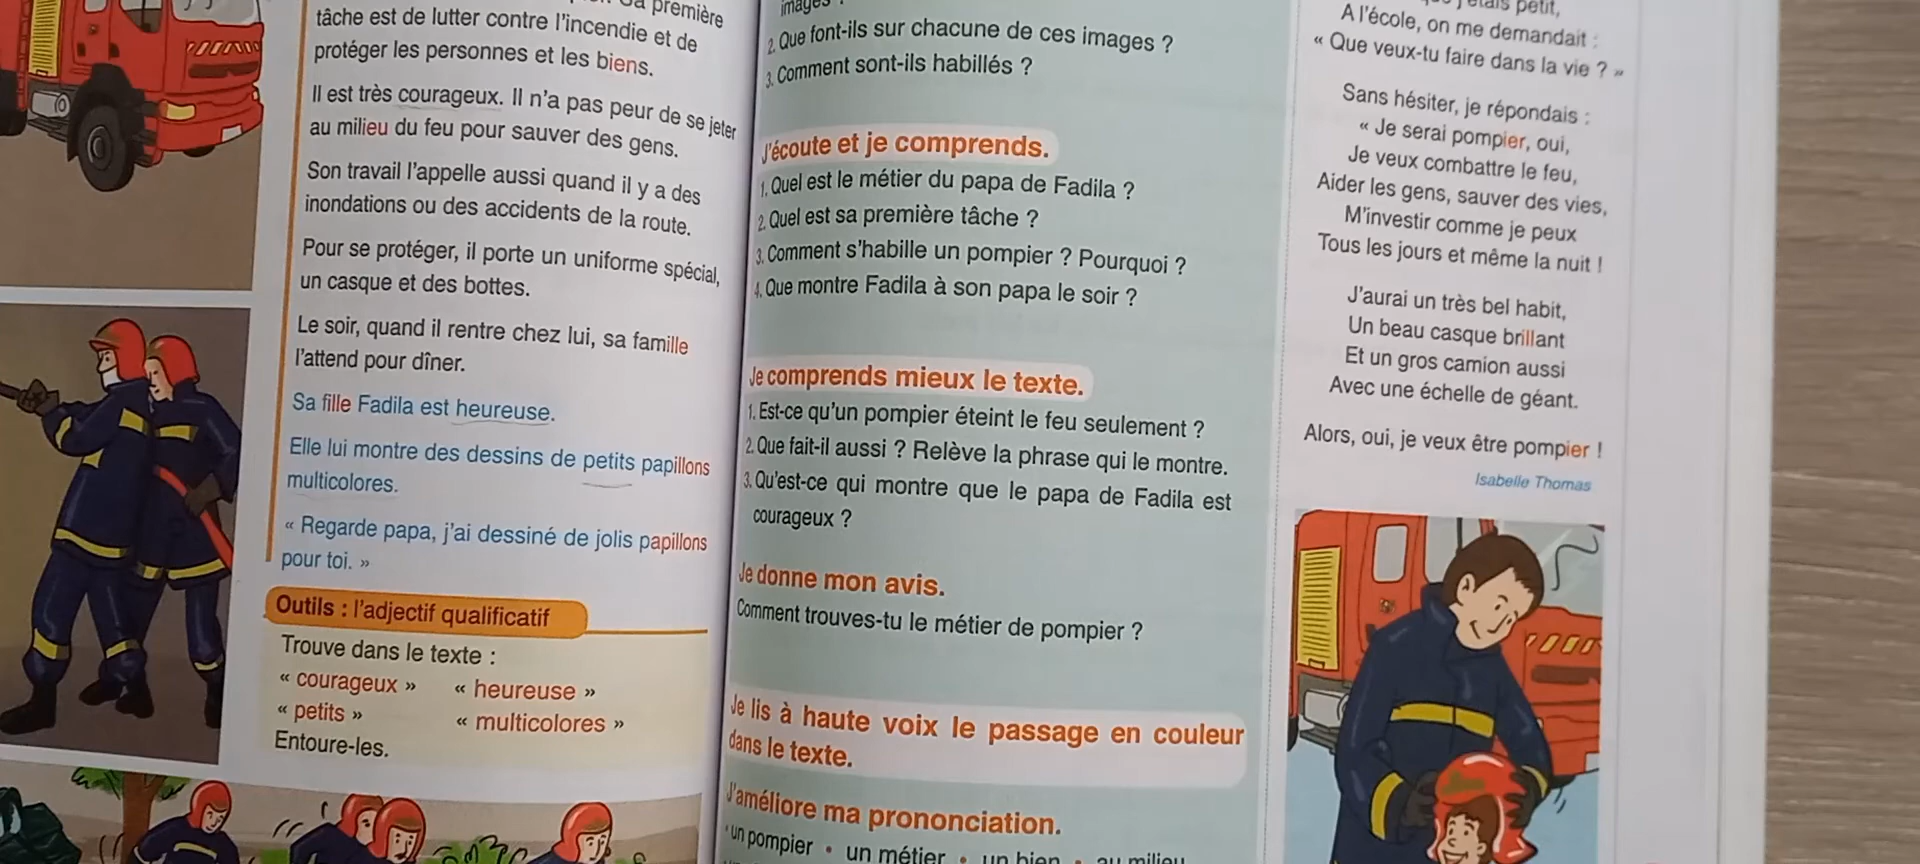 première
tâche est de lutter contre l'incendie et de
protéger les personnes et les biens.
Il est très courageux. Il n'a pas peur de se jeter
au milieu du feu pour sauver des gens.
Son travail l'appelle aussi quand il y a des
inondations ou des accidents de la route.
Pour se protéger, il porte un uniforme spécial,
un casque et des bottes.
Le soir, quand il rentre chez lui, sa famille
l'attend pour dîner.
Sa fille Fadila est heureuse.
Elle lui montre des dessins de petits papillons
multicolores.
« Regarde papa, j'ai dessiné de jolis papillons
pour toi. »
Outils : l'adjectif qualificatif
Trouve dans le texte :
« courageux » « heureuse »
« petits » « multicolores »
Entoure-les.
images ?
2. Que font-ils sur chacune de ces images ?
3. Comment sont-ils habillés ?
J'écoute et je comprends.
1. Quel est le métier du papa de Fadila ?
2. Quel est sa première tâche ?
3. Comment s'habille un pompier ? Pourquoi ?
4. Que montre Fadila à son papa le soir ?
Je comprends mieux le texte.
1. Est-ce qu'un pompier éteint le feu seulement ?
2. Que fait-il aussi ? Relève la phrase qui le montre.
3. Qu'est-ce qui montre que le papa de Fadila est
courageux ?
Je donne mon avis.
Comment trouves-tu le métier de pompier ?
Je lis à haute voix le passage en couleur
dans le texte.
J'améliore ma prononciation.
• un pompier • un métier • un bien • au milieu
j'étais petit,
A l'école, on me demandait :
« Que veux-tu faire dans la vie ? »
Sans hésiter, je répondais :
« Je serai pompier, oui,
Je veux combattre le feu,
Aider les gens, sauver des vies,
M'investir comme je peux
Tous les jours et même la nuit !
J'aurai un très bel habit,
Un beau casque brillant
Et un gros camion aussi
Avec une échelle de géant.
Alors, oui, je veux être pompier !
Isabelle Thomas